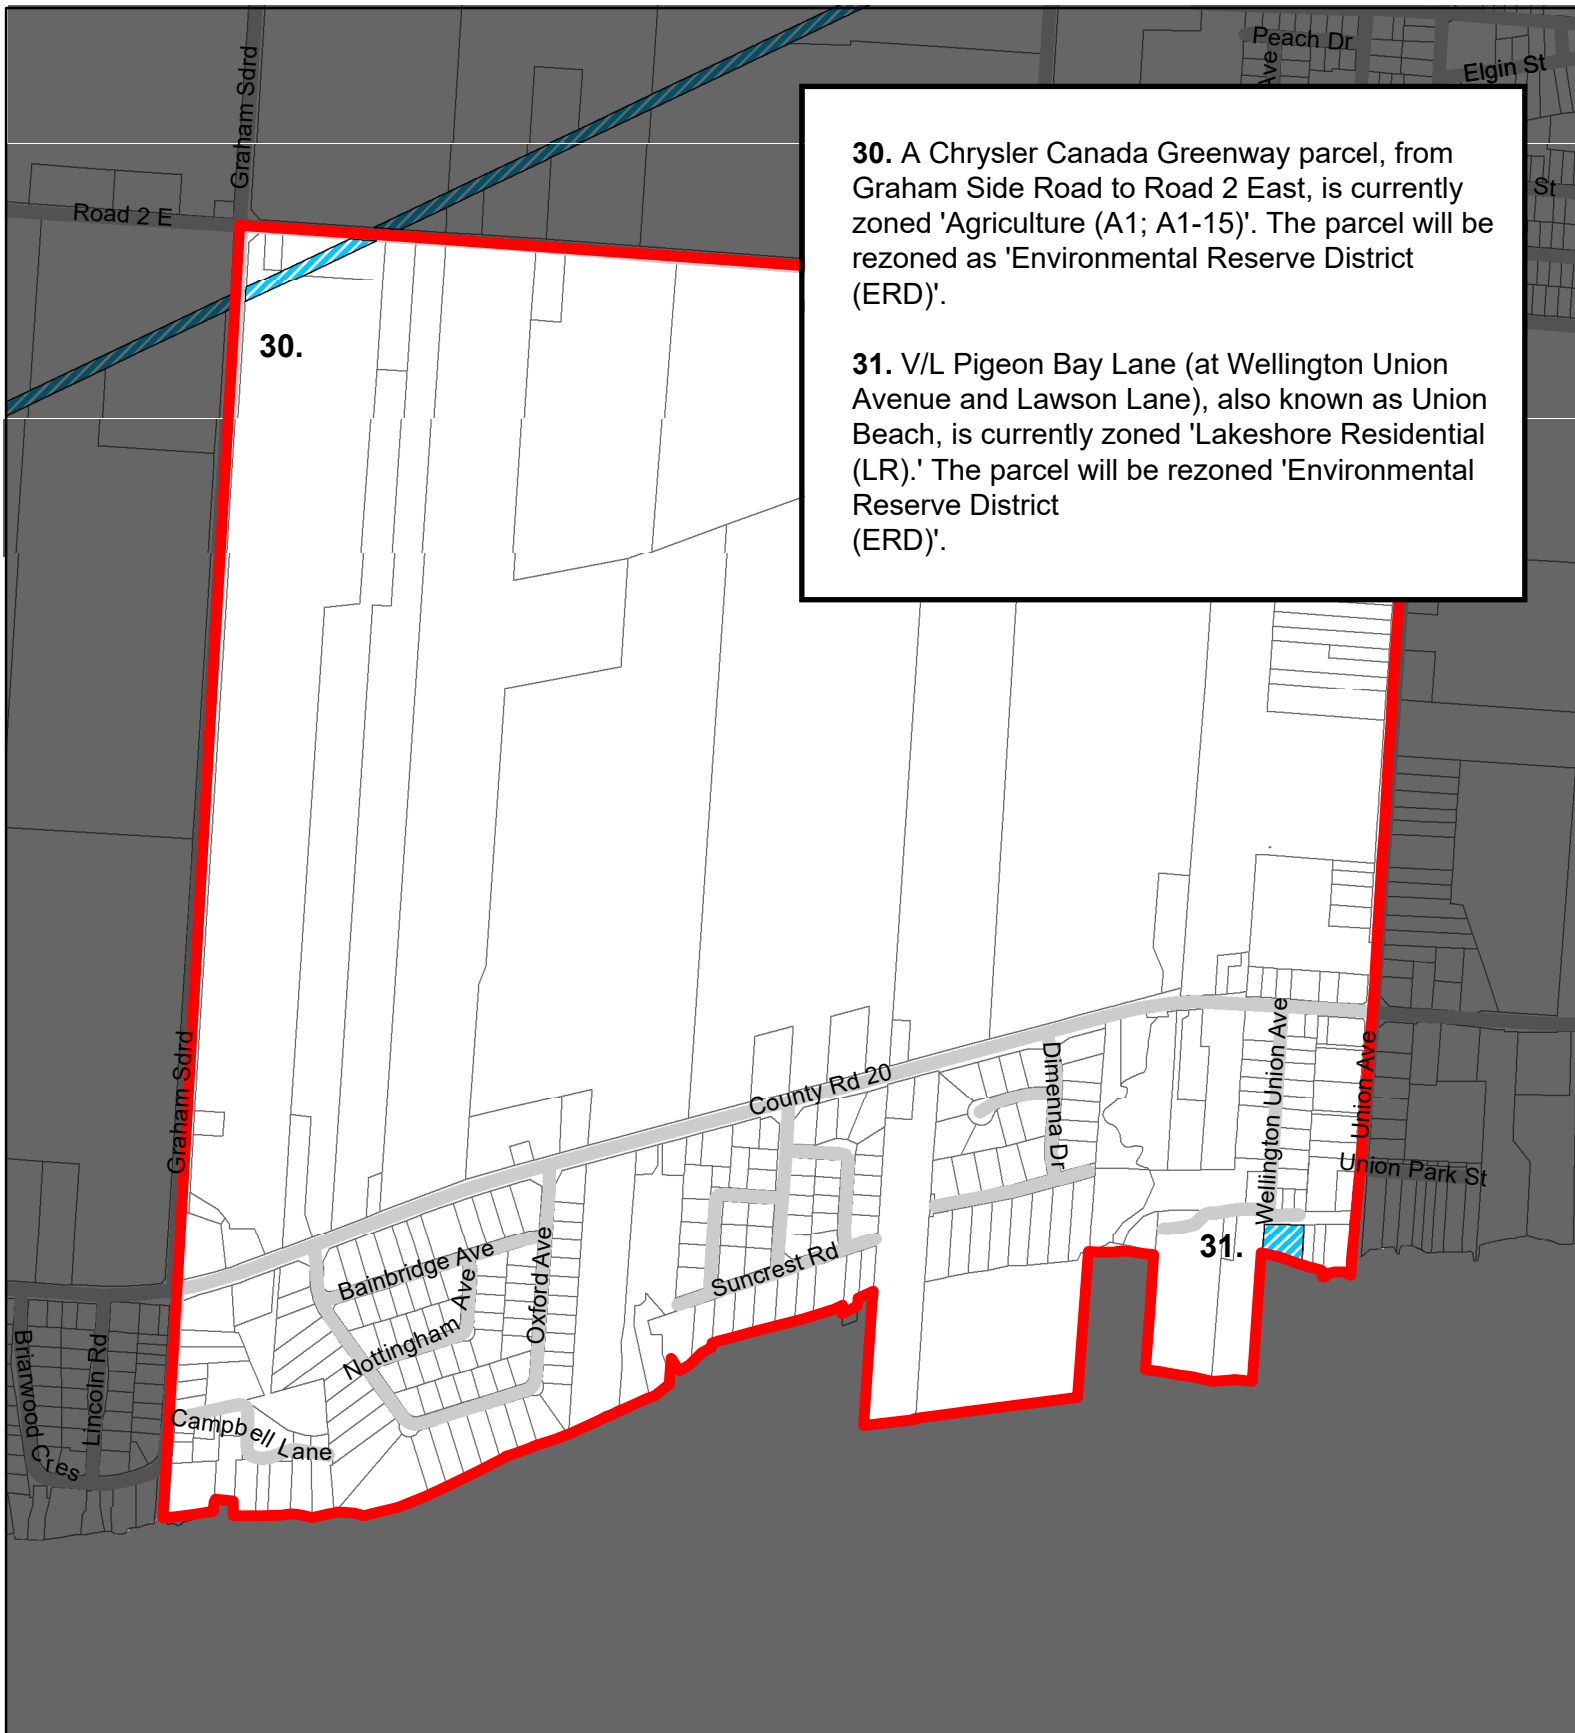 Peach Dr
Ave
Elgin St
St
Graham Sdrd
Road 2 E
30. A Chrysler Canada Greenway parcel, from
Graham Side Road to Road 2 East, is currently
zoned 'Agriculture (A1; A1-15)'. The parcel will be
rezoned as 'Environmental Reserve District
(ERD)'.
31. V/L Pigeon Bay Lane (at Wellington Union
Avenue and Lawson Lane), also known as Union
Beach, is currently zoned 'Lakeshore Residential
(LR).' The parcel will be rezoned 'Environmental
Reserve District
(ERD)'.
30.
County Rd 20
Dimenna Dr
Wellington Union Ave
Union Ave
Union Park St
Graham Sdrd
31.
Suncrest Rd
Bainbridge Ave
Nottingham Ave
Oxford Ave
Briarwood Cres
Lincoln Rd
Campbell Lane